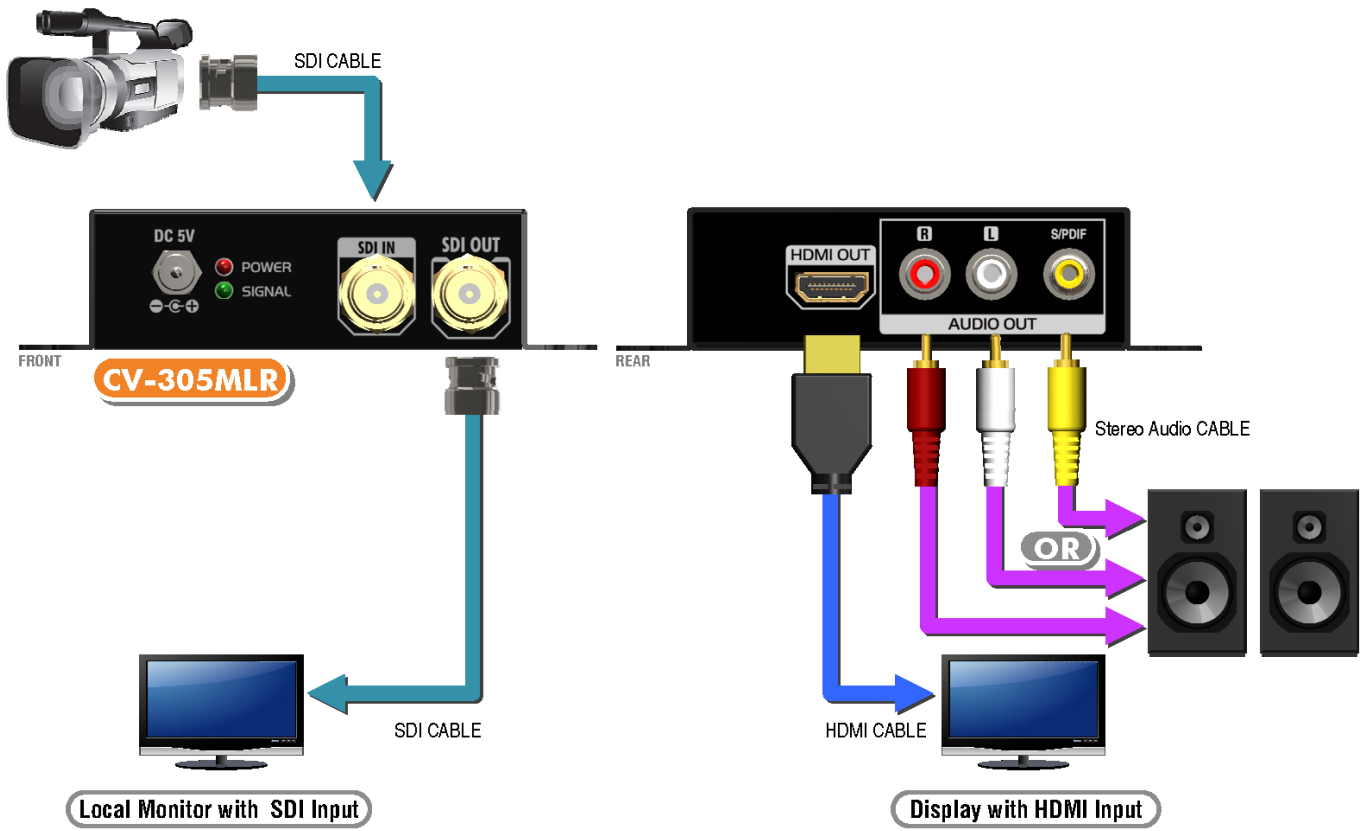 SDI CABLE
DC 5V
POWER
SIGNAL
SDI IN
SDI OUT
FRONT
CV-305MLR
SDI CABLE
Local Monitor with SDI Input
HDMI OUT
R
L
S/PDIF
AUDIO OUT
REAR
Stereo Audio CABLE
OR
HDMI CABLE
Display with HDMI Input